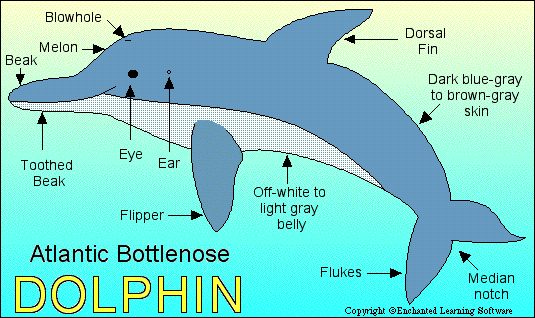 Blowhole
Melon
Beak
Dorsal
Fin
Dark blue-gray
to brown-gray
skin
Toothed
Beak
Eye
Ear
Flipper
Off-white to
light gray
belly
Flukes
Median
notch
Atlantic Bottlenose
DOLPHIN
Copyright ©Enchanted Learning Software